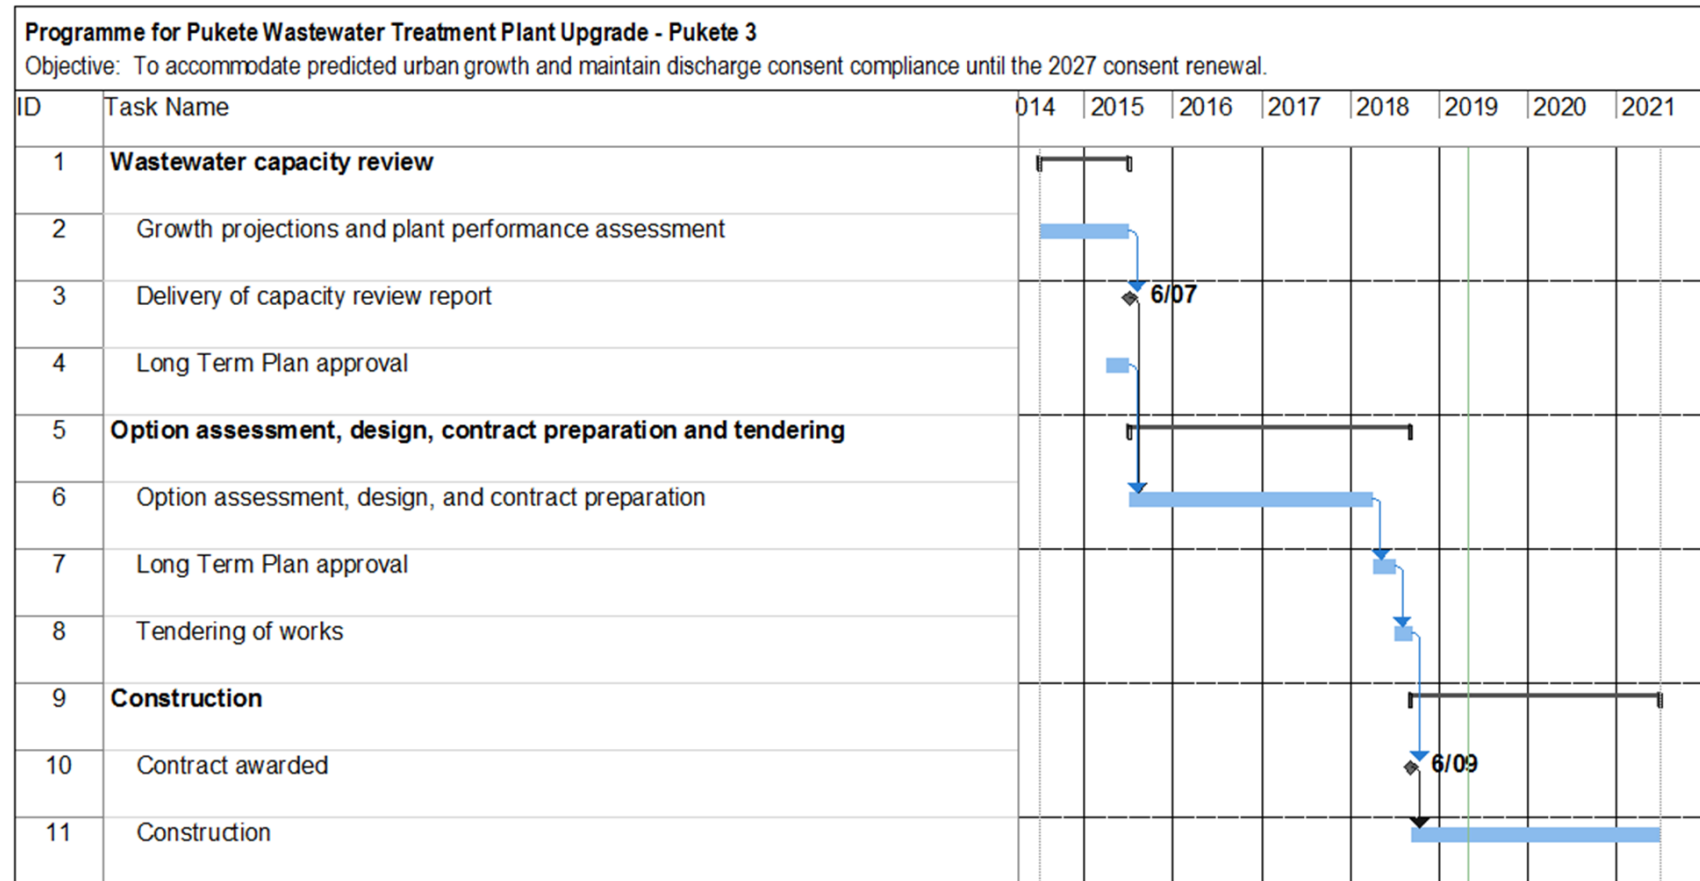 Programme for Pukete Wastewater Treatment Plant Upgrade - Pukete 3
Objective: To accommodate predicted urban growth and maintain discharge consent compliance until the 2027 consent renewal.
ID Task Name 014 2015 2016 2017 2018 2019 2020 2021
1 Wastewater capacity review
2 Growth projections and plant performance assessment
3 Delivery of capacity review report 6/07
4 Long Term Plan approval
5 Option assessment, design, contract preparation and tendering
6 Option assessment, design, and contract preparation
7 Long Term Plan approval
8 Tendering of works
9 Construction
10 Contract awarded 6/09
11 Construction